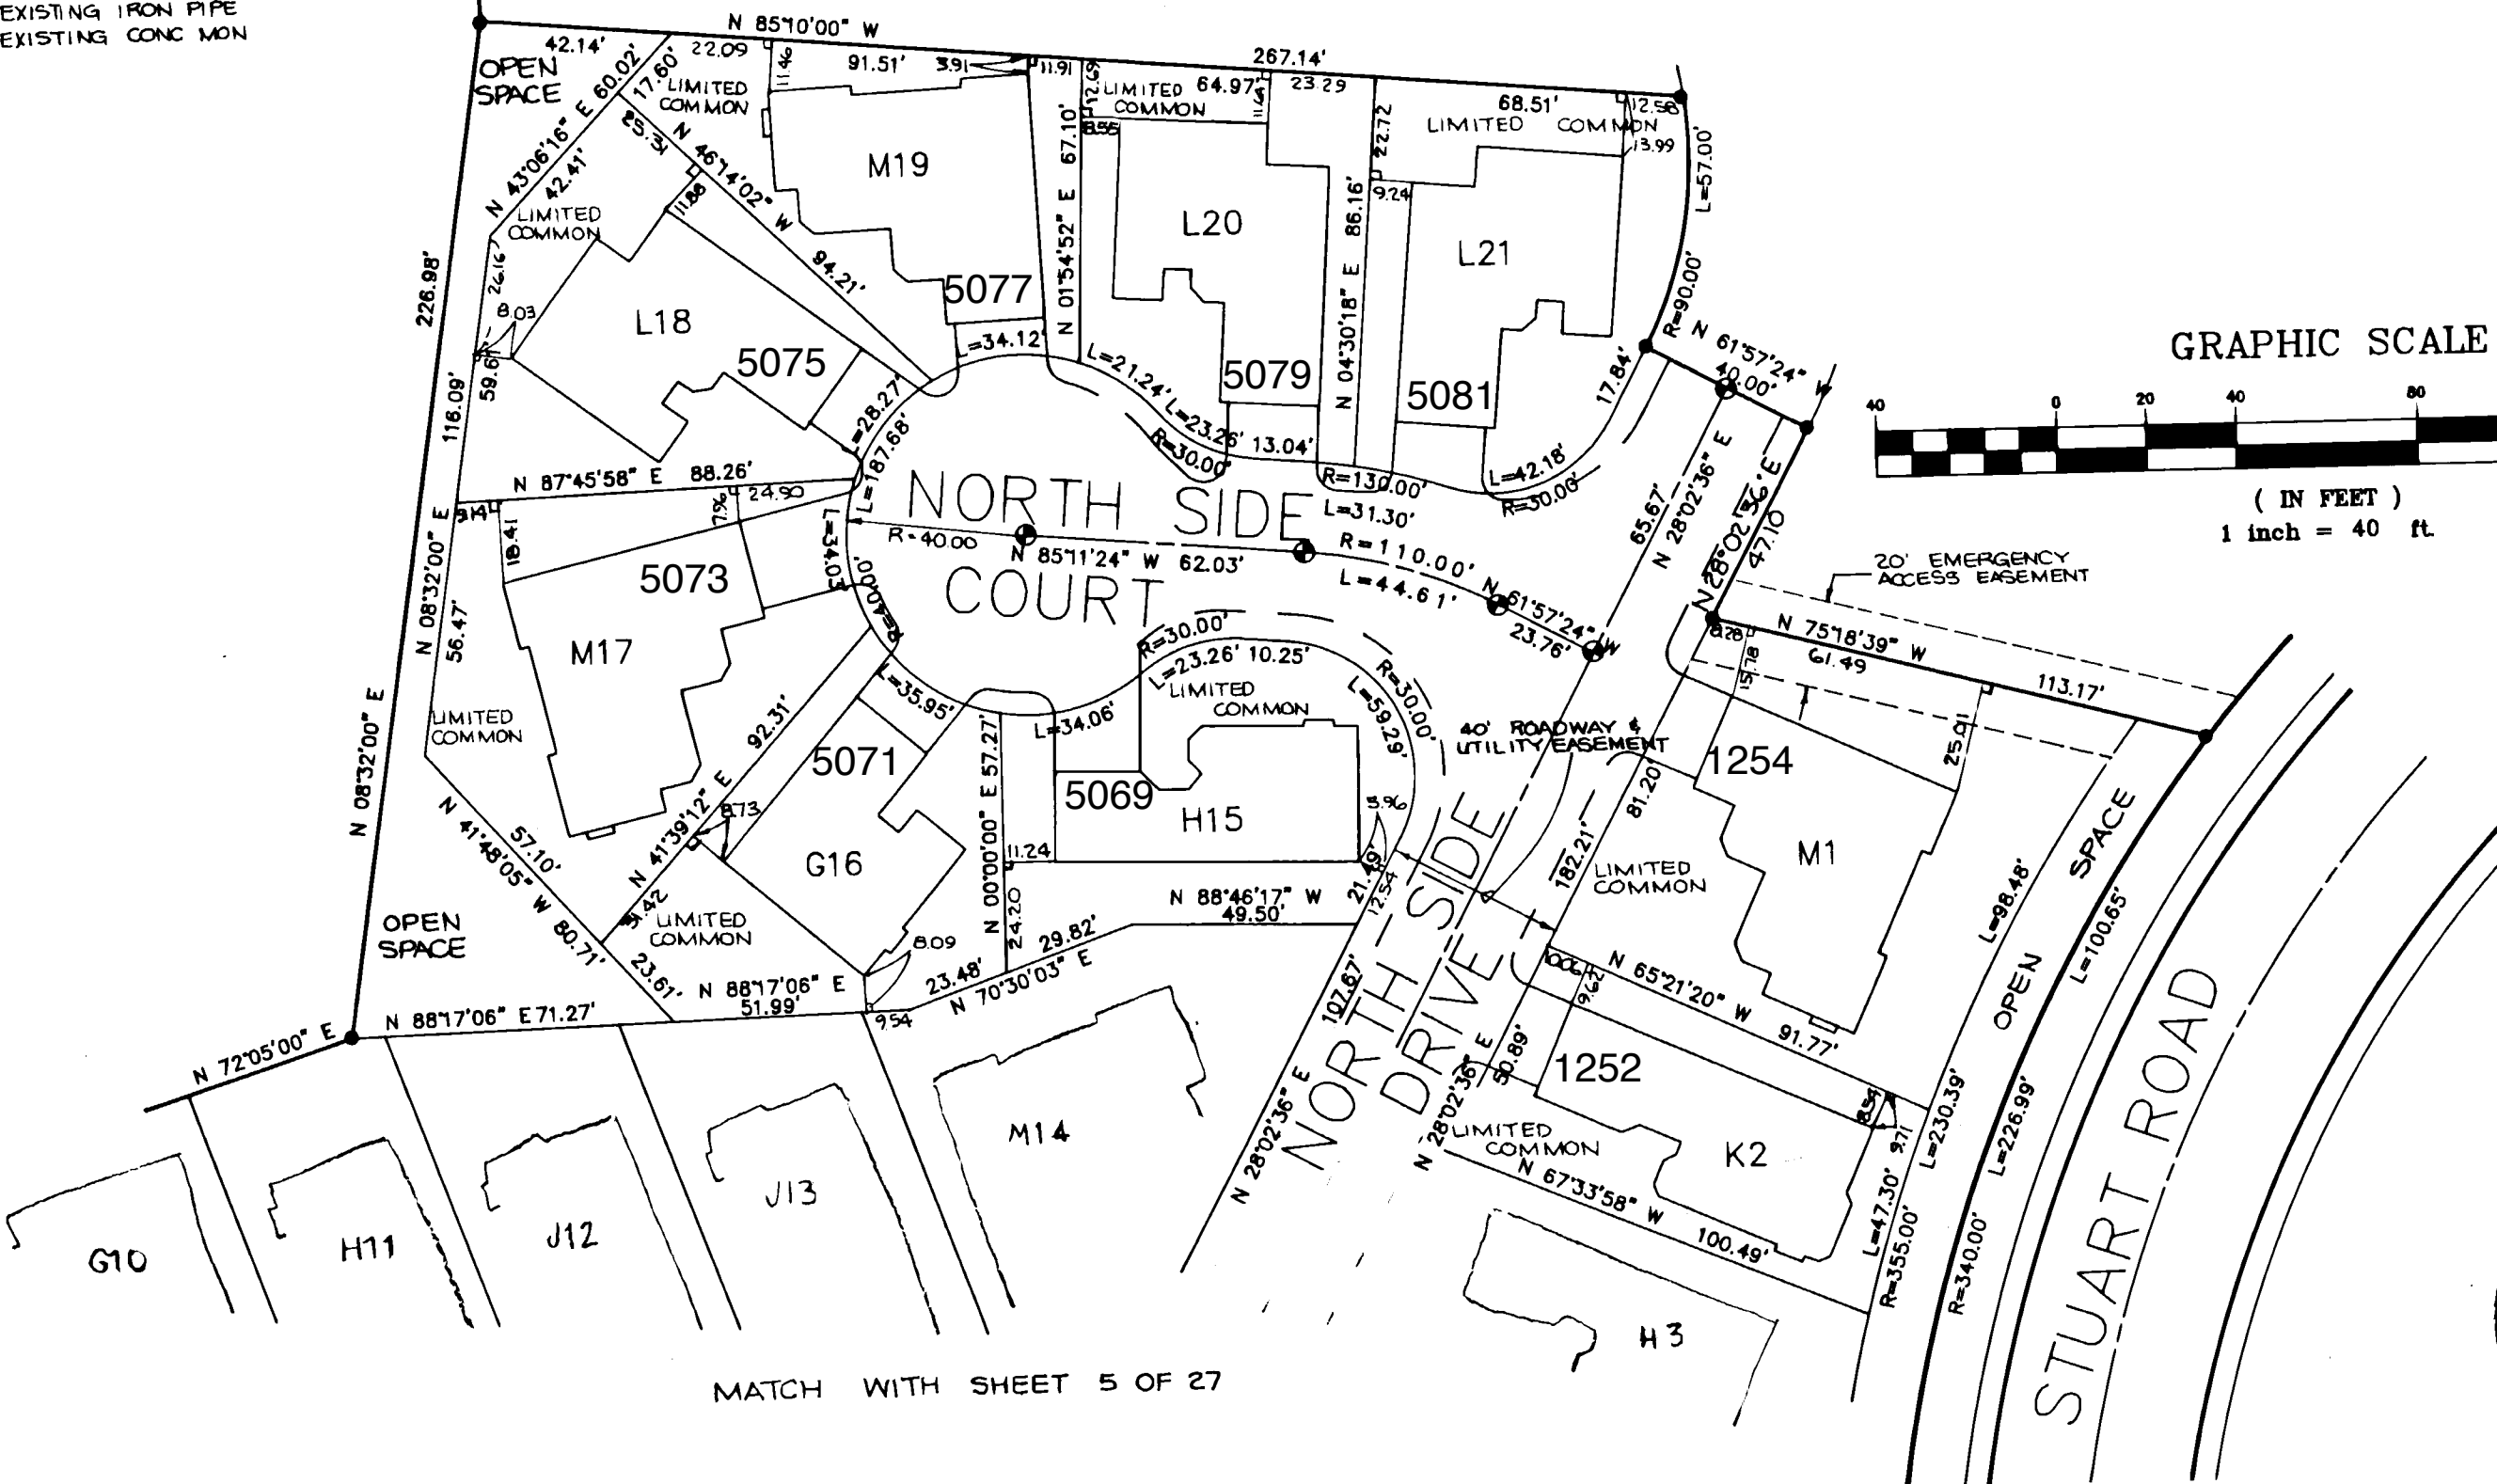 EXISTING IRON PIPE
EXISTING CONC MON
N 85°10'00" W
267.14'
42.14'
OPEN
SPACE
N 43°06'16" E 60.02'
17.60'
42.41'
22.09
11.46
91.51'
3.91
11.91
12.69
LIMITED
COMMON
64.97'
11.64
23.29
68.51'
12.58
13.99
LIMITED COMMON
LIMITED
COMMON
25.31
N 46°14'02" W
94.21'
11.88
M19
5077
L=34.12'
N 01°54'52" E 67.10'
8.56
L20
5079
22.72
N 04°30'18" E 86.16'
9.24
L21
5081
L=57.00'
R=90.00'
N 61°57'24" W
40.00'
17.84'
LIMITED
COMMON
26.16
8.03
59.61
226.98'
118.09'
L18
5075
L=28.27'
L=187.68'
L=21.24'
L=23.26'
R=30.00'
13.04'
R=130.00'
L=31.30'
L=42.18'
R=30.00'
GRAPHIC SCALE
40 0 20 40 80
( IN FEET )
1 inch = 40 ft.
N 87°45'58" E 88.26'
9.14
18.41
7.96
24.90
NORTH SIDE
COURT
R=40.00
N 85°11'24" W 62.03'
R=110.00'
L=44.61'
N 61°57'24" W
23.76'
65.67'
N 28°02'36" E
N 28°02'36" E
47.10
20' EMERGENCY
ACCESS EASEMENT
N 75°18'39" W
61.49
113.17'
8.28
15.78
25.01
N 08°32'00" E
56.47'
5073
M17
L=34.03
R=40.00'
LIMITED
COMMON
N 08°32'00" E
N 41°48'05" W 80.71'
57.10'
23.61'
N 41°39'12" E
92.31'
31.42
8.73
5071
G16
L=35.95'
LIMITED
COMMON
8.09
9.54
L=34.06'
N 00°00'00" E 57.27'
11.24
24.20
5069
H15
R=30.00'
L=23.26' 10.25'
LIMITED
COMMON
R=30.00'
L=59.29'
3.96
21.49'
12.54
N 88°46'17" W
49.50'
23.48'
29.82'
N 70°30'03" E
40' ROADWAY &
UTILITY EASEMENT
NORTH SIDE
DRIVE
107.67'
N 28°02'36" E
1254
M1
81.20'
182.21'
LIMITED
COMMON
10.06
9.62
N 65°21'20" W 91.77'
50.89'
N 28°02'36" E
1252
K2
LIMITED
COMMON
N 67°33'58" W 100.49'
8.54
9.71
L=47.30'
R=355.00'
L=230.39'
L=98.48'
OPEN SPACE
L=100.65'
L=226.99'
R=340.00'
STUART ROAD
OPEN
SPACE
N 88°17'06" E 51.99'
N 88°17'06" E 71.27'
N 72°05'00" E
G10
H11
J12
J13
M14
H3
MATCH WITH SHEET 5 OF 27